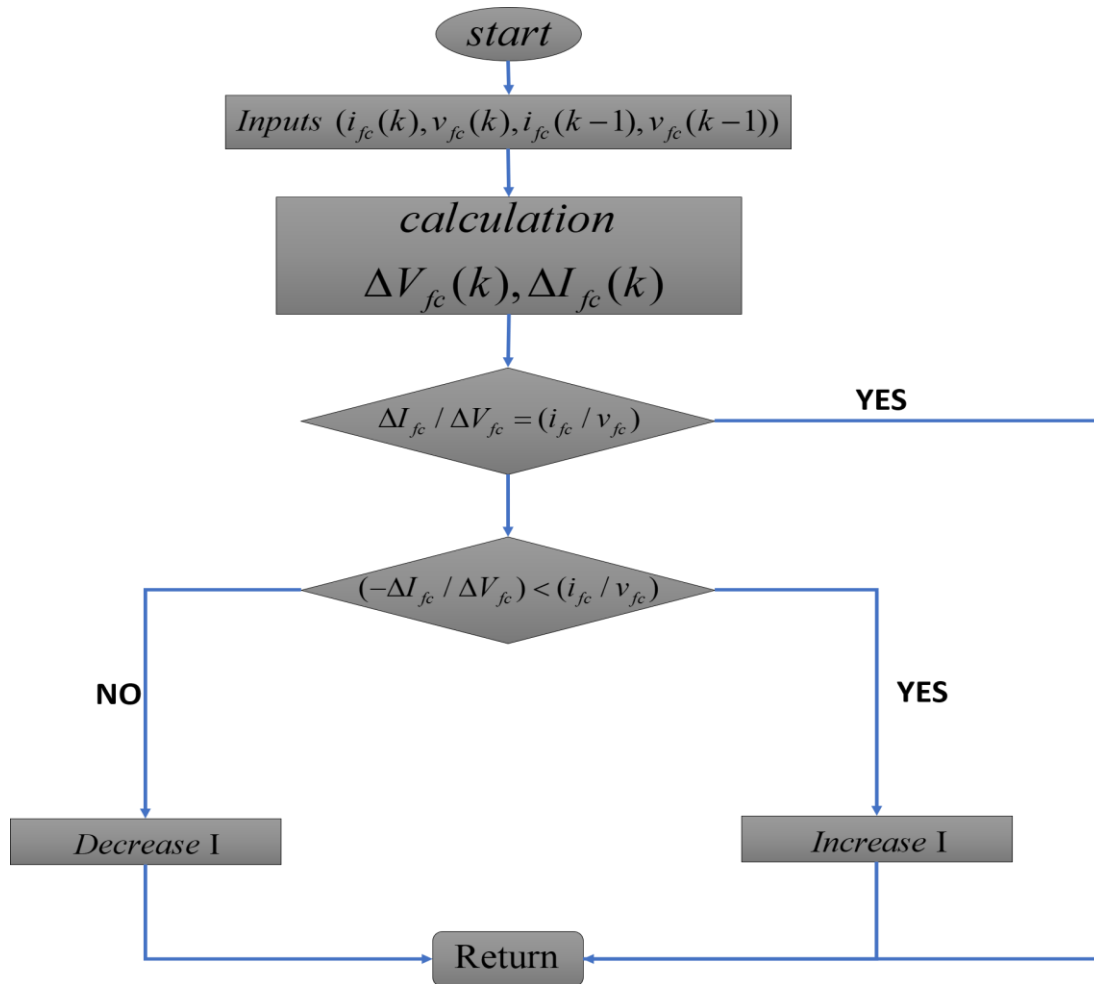 start
Inputs (i_fc(k), v_fc(k), i_fc(k−1), v_fc(k−1))
calculation
ΔV_fc(k), ΔI_fc(k)
ΔI_fc / ΔV_fc = (i_fc / v_fc)
YES
(−ΔI_fc / ΔV_fc) < (i_fc / v_fc)
NO
YES
Decrease I
Increase I
Return